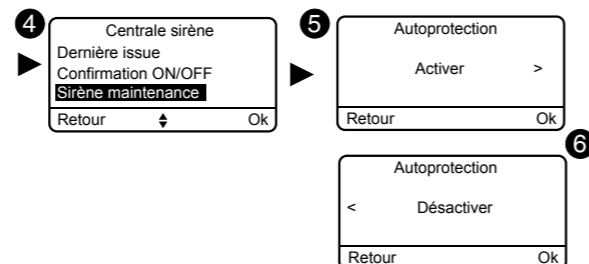 4
Centrale sirène
Dernière issue
Confirmation ON/OFF
Sirène maintenance
Retour Ok
5
Autoprotection
Activer >
Retour Ok
6
Autoprotection
< Désactiver
Retour Ok